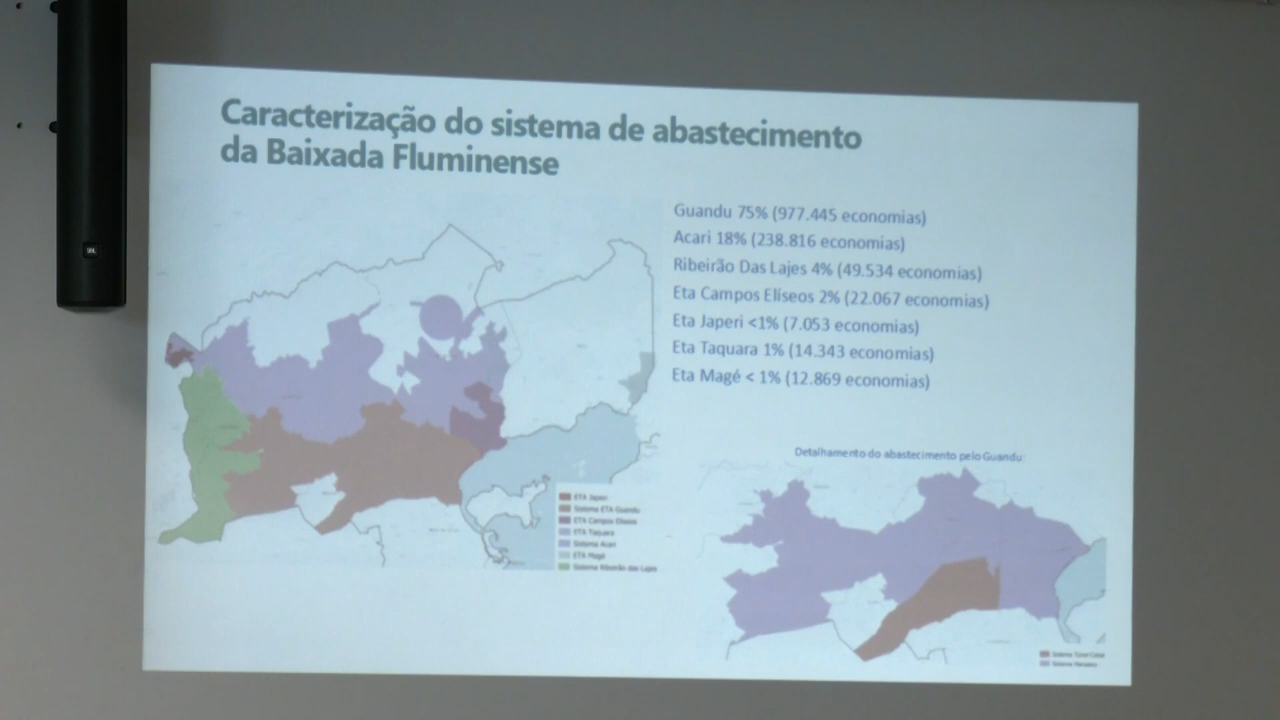 Caracterização do sistema de abastecimento
da Baixada Fluminense
Guandu 75% (977.445 economias)
Acari 18% (238.816 economias)
Ribeirão Das Lajes 4% (49.534 economias)
Eta Campos Elíseos 2% (22.067 economias)
Eta Japeri <1% (7.053 economias)
Eta Taquara 1% (14.343 economias)
Eta Magé < 1% (12.869 economias)
ETA Japeri
Sistema ETA Guandu
ETA Campos Elíseos
ETA Taquara
Sistema Acari
ETA Magé
Sistema Ribeirão das Lajes
Detalhamento do abastecimento pelo Guandu:
Sistema
Sistema
JBL